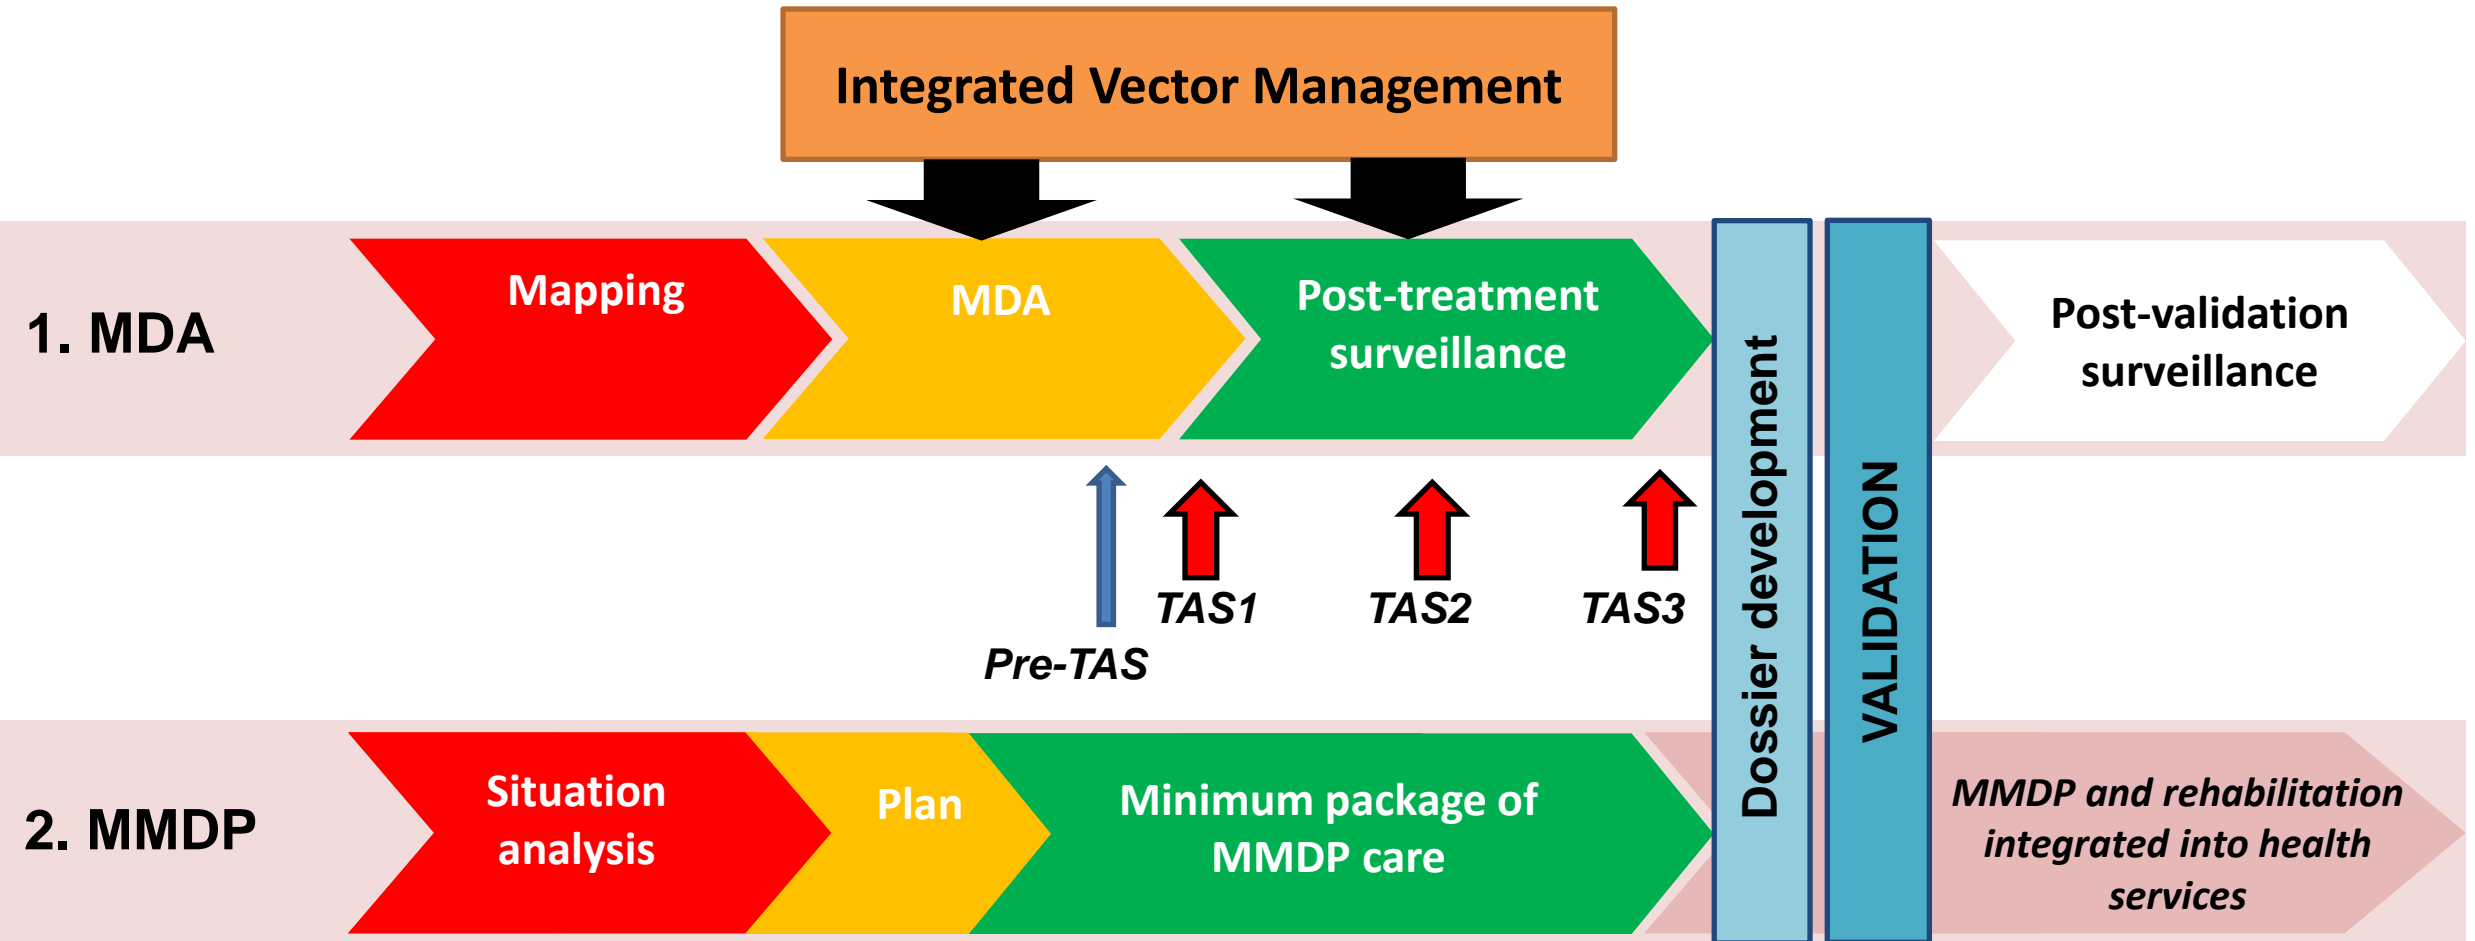 Integrated Vector Management
1. MDA
Mapping
MDA
Post-treatment
surveillance
Post-validation
surveillance
Pre-TAS
TAS1
TAS2
TAS3
Dossier development
VALIDATION
2. MMDP
Situation
analysis
Plan
Minimum package of
MMDP care
MMDP and rehabilitation
integrated into health
services